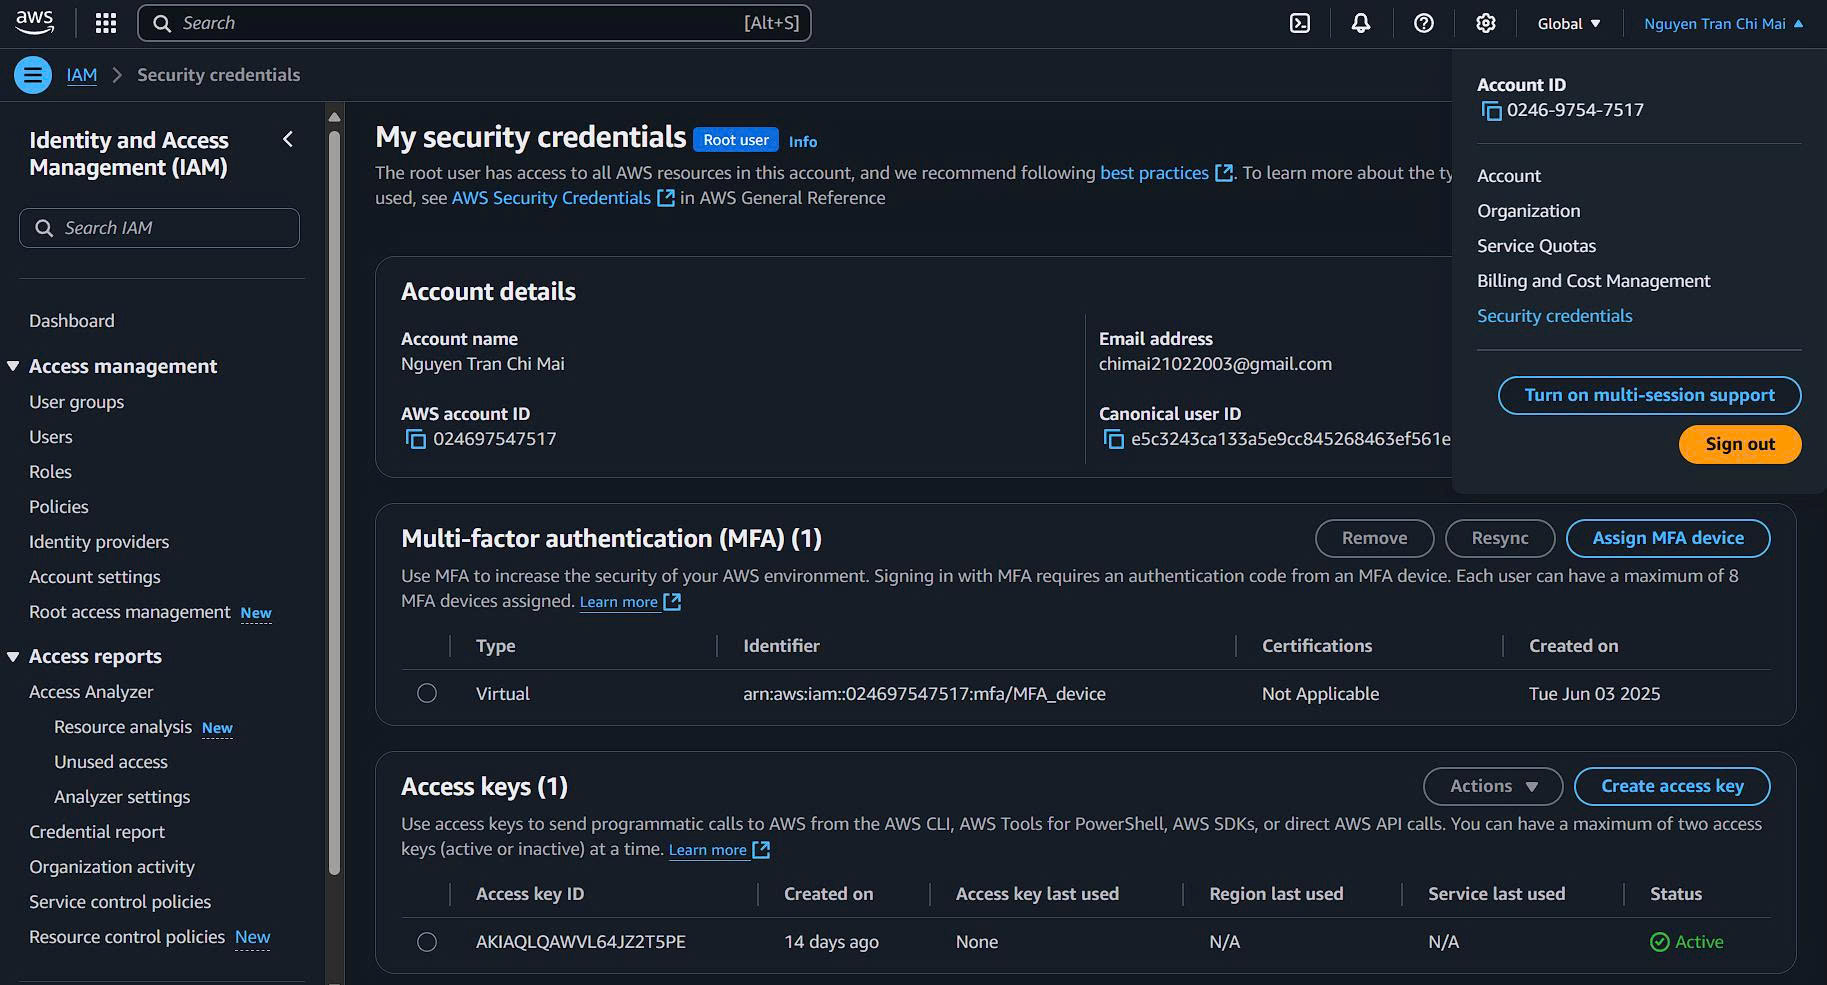 aws
Search
[Alt+S]
Global
Nguyen Tran Chi Mai
IAM
Security credentials
Account ID
0246-9754-7517
Account
Organization
Service Quotas
Billing and Cost Management
Security credentials
Turn on multi-session support
Sign out
Identity and Access
Management (IAM)
Search IAM
Dashboard
Access management
User groups
Users
Roles
Policies
Identity providers
Account settings
Root access management New
Access reports
Access Analyzer
Resource analysis New
Unused access
Analyzer settings
Credential report
Organization activity
Service control policies
Resource control policies New
My security credentials Root user Info
The root user has access to all AWS resources in this account, and we recommend following best practices. To learn more about the ty
used, see AWS Security Credentials in AWS General Reference
Account details
Account name
Nguyen Tran Chi Mai
Email address
chimai21022003@gmail.com
AWS account ID
024697547517
Canonical user ID
e5c3243ca133a5e9cc845268463ef561e
Multi-factor authentication (MFA) (1)
Remove
Resync
Assign MFA device
Use MFA to increase the security of your AWS environment. Signing in with MFA requires an authentication code from an MFA device. Each user can have a maximum of 8
MFA devices assigned. Learn more
Type Identifier Certifications Created on
Virtual arn:aws:iam::024697547517:mfa/MFA_device Not Applicable Tue Jun 03 2025
Access keys (1)
Actions
Create access key
Use access keys to send programmatic calls to AWS from the AWS CLI, AWS Tools for PowerShell, AWS SDKs, or direct AWS API calls. You can have a maximum of two access
keys (active or inactive) at a time. Learn more
Access key ID Created on Access key last used Region last used Service last used Status
AKIAQLQAWVL64JZ2T5PE 14 days ago None N/A N/A Active